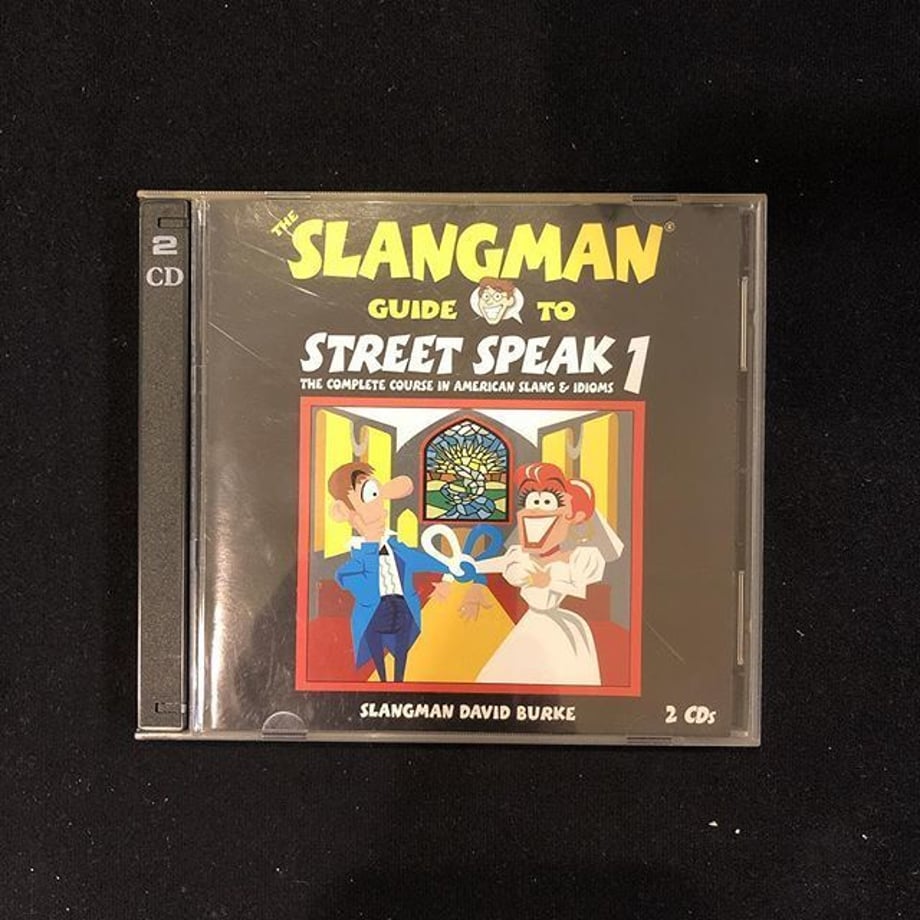 2
CD
THE
SLANGMAN®
GUIDE TO
STREET SPEAK 1
THE COMPLETE COURSE IN AMERICAN SLANG & IDIOMS
SLANGMAN DAVID BURKE
2 CDs